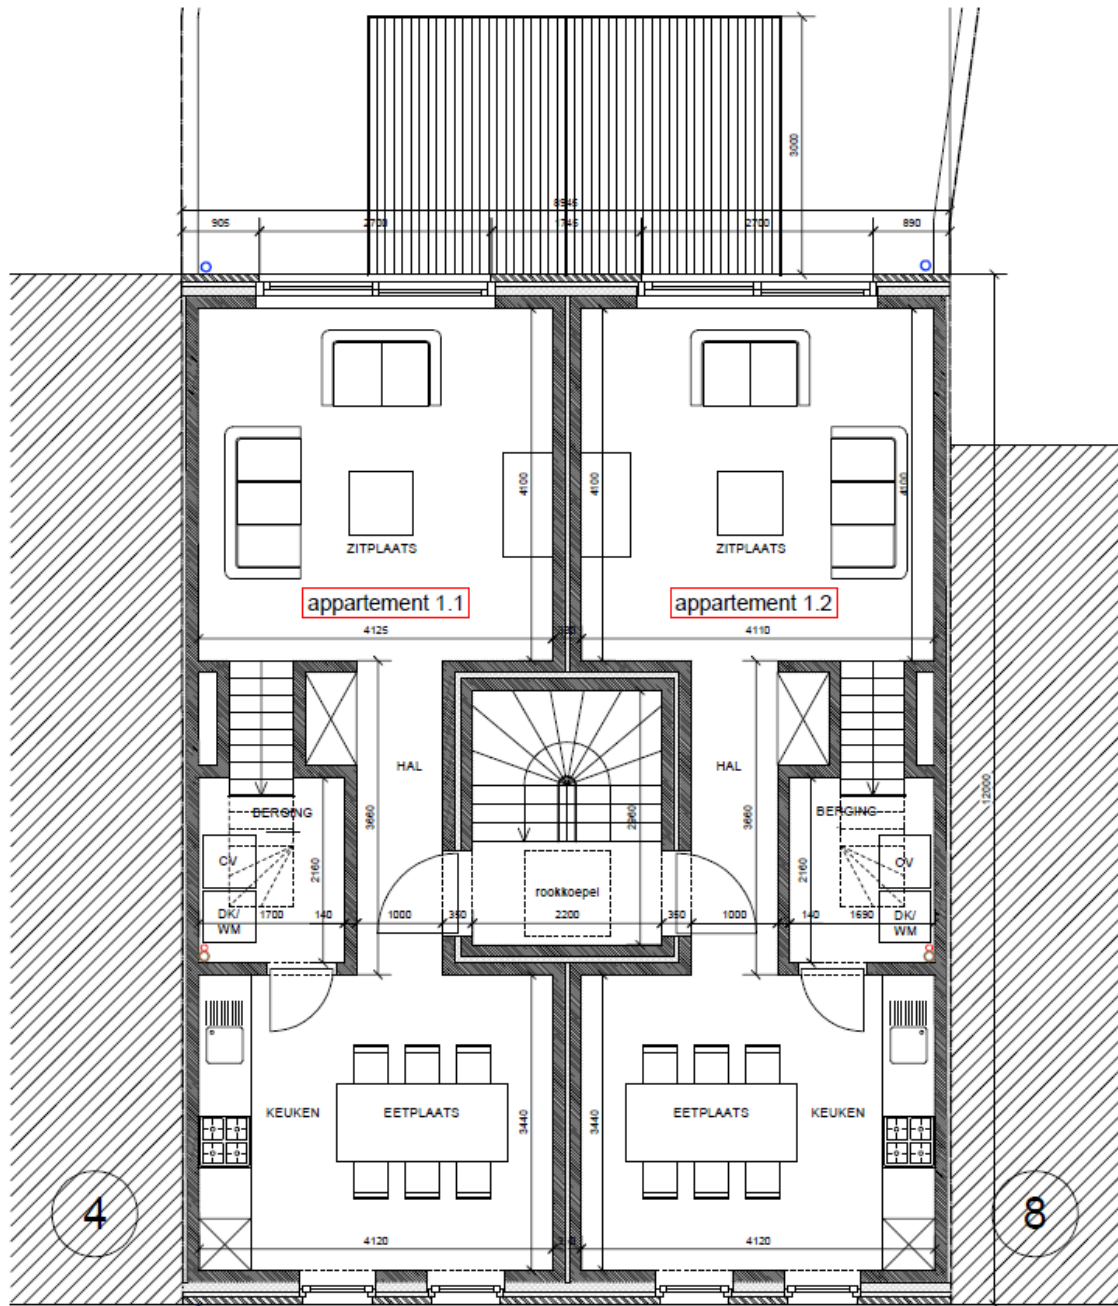 3000
8946
905 2700 1746 2700 890
4100 4100 4100
ZITPLAATS ZITPLAATS
appartement 1.1 appartement 1.2
4125 4110
HAL HAL
12000
BERGING BERGING
3660 2960 3660
CV CV
2160 2160
rookkoepel
DK/
WM
1700 140 1000 350 2200 350 1000 140 1690
DK/
WM
8 8
KEUKEN EETPLAATS EETPLAATS KEUKEN
3440 3440
4 8
4120 4120